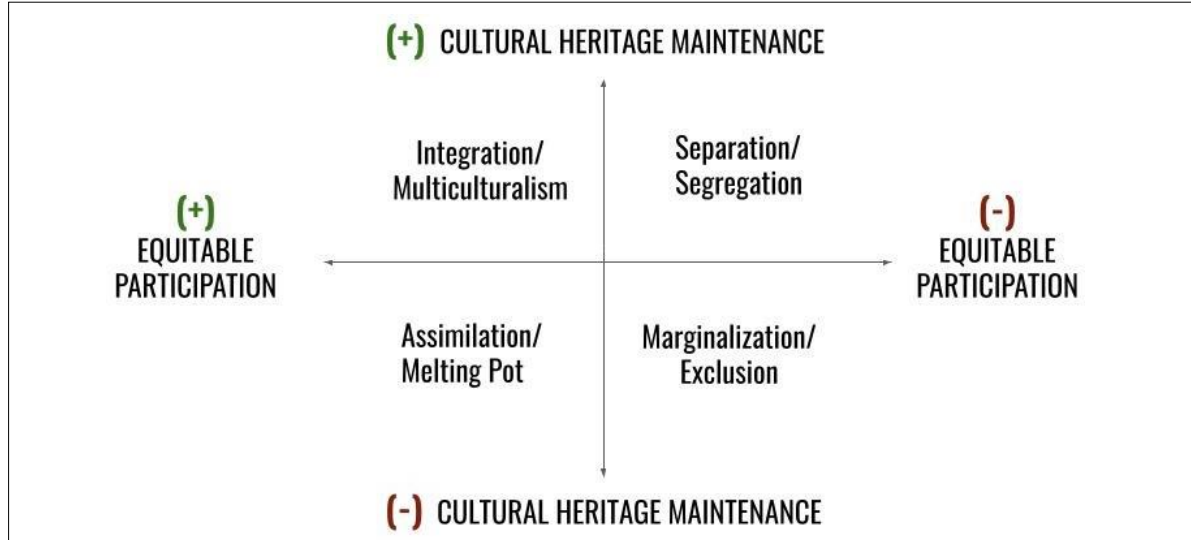 (+) CULTURAL HERITAGE MAINTENANCE
Integration/
Multiculturalism
Separation/
Segregation
(+)
EQUITABLE
PARTICIPATION
(-)
EQUITABLE
PARTICIPATION
Assimilation/
Melting Pot
Marginalization/
Exclusion
(-) CULTURAL HERITAGE MAINTENANCE